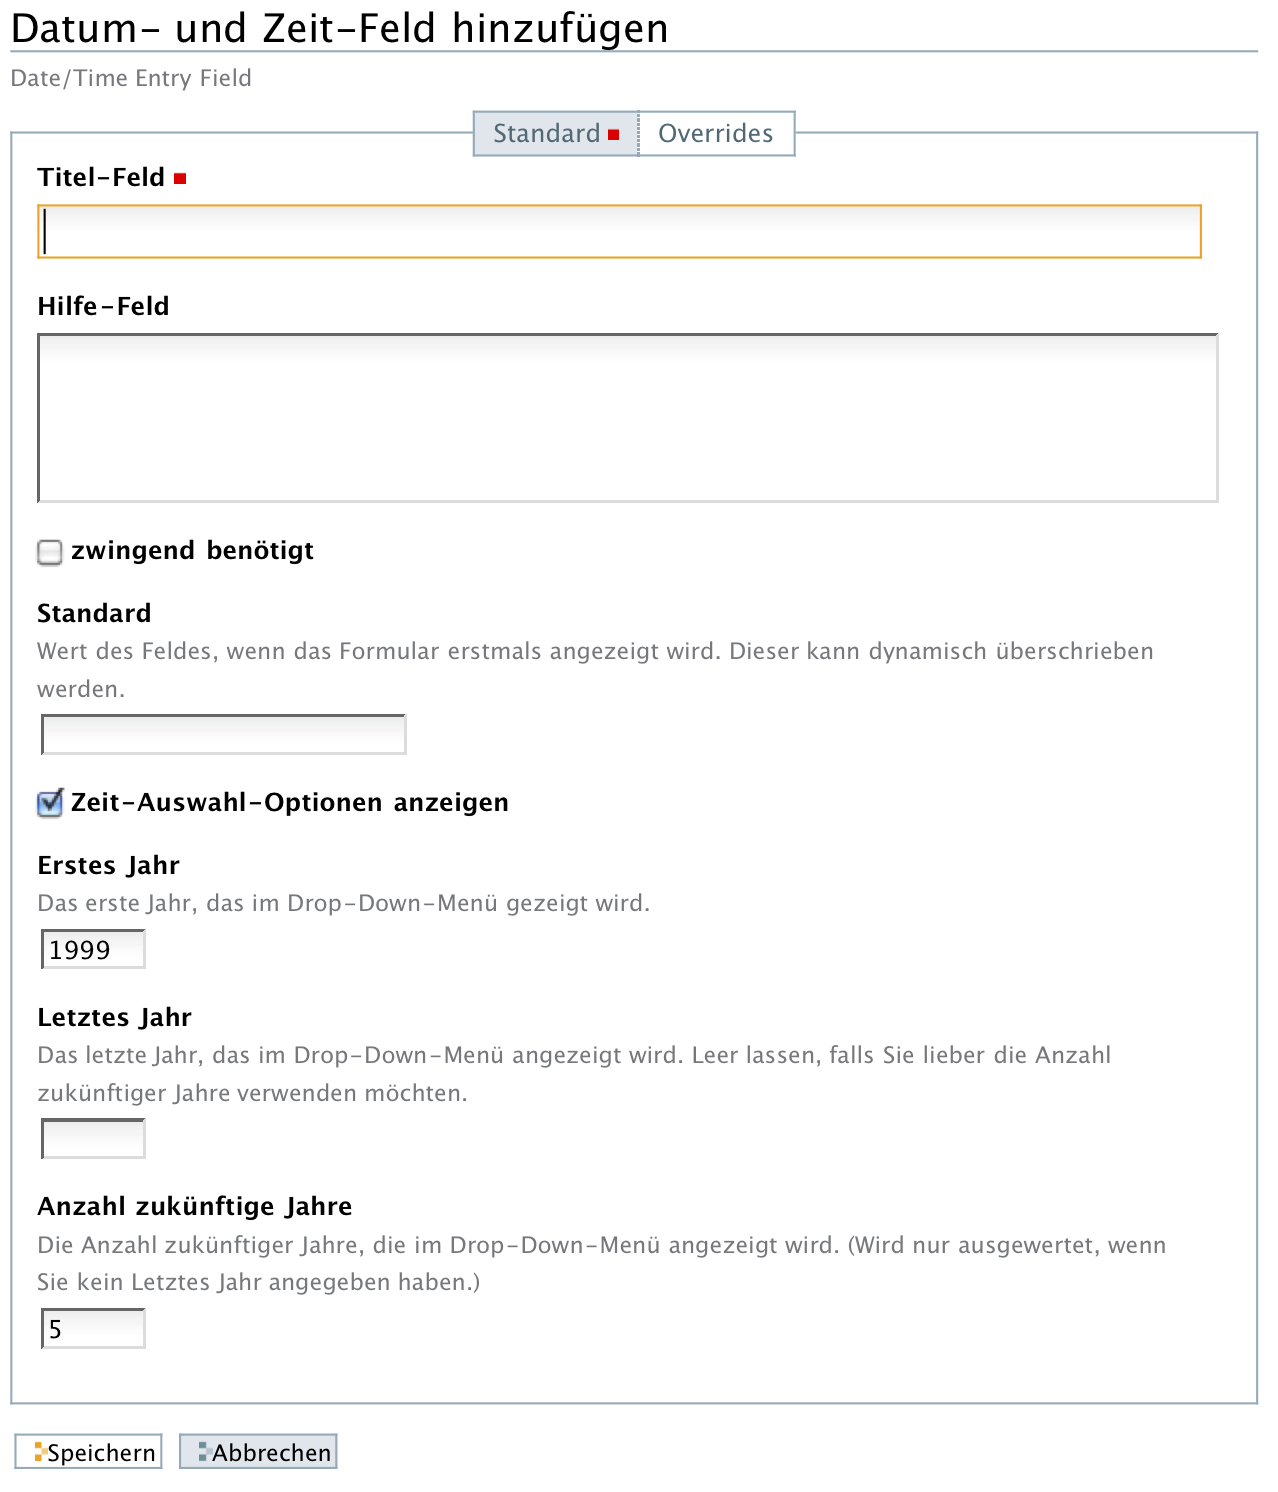 Datum- und Zeit-Feld hinzufügen
Date/Time Entry Field
Standard Overrides
Titel-Feld
Hilfe-Feld
zwingend benötigt
Standard
Wert des Feldes, wenn das Formular erstmals angezeigt wird. Dieser kann dynamisch überschrieben
werden.
Zeit-Auswahl-Optionen anzeigen
Erstes Jahr
Das erste Jahr, das im Drop-Down-Menü gezeigt wird.
1999
Letztes Jahr
Das letzte Jahr, das im Drop-Down-Menü angezeigt wird. Leer lassen, falls Sie lieber die Anzahl
zukünftiger Jahre verwenden möchten.
Anzahl zukünftige Jahre
Die Anzahl zukünftiger Jahre, die im Drop-Down-Menü angezeigt wird. (Wird nur ausgewertet, wenn
Sie kein Letztes Jahr angegeben haben.)
5
Speichern Abbrechen